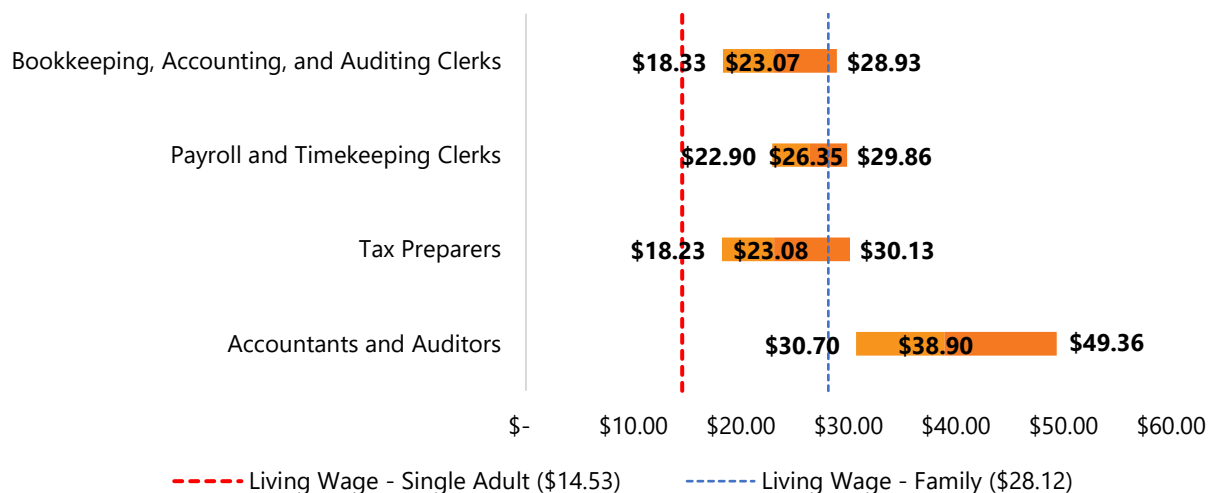 Bookkeeping, Accounting, and Auditing Clerks $18.33 $23.07 $28.93
Payroll and Timekeeping Clerks $22.90 $26.35 $29.86
Tax Preparers $18.23 $23.08 $30.13
Accountants and Auditors $30.70 $38.90 $49.36
$- $10.00 $20.00 $30.00 $40.00 $50.00 $60.00
Living Wage - Single Adult ($14.53) Living Wage - Family ($28.12)